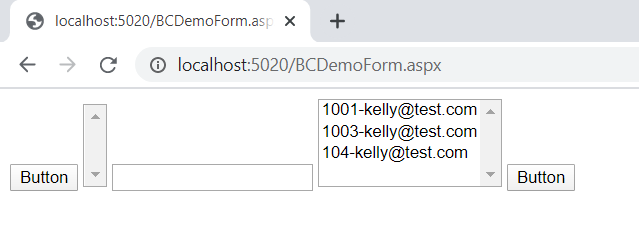 localhost:5020/BCDemoForm.asp
localhost:5020/BCDemoForm.aspx
1001-kelly@test.com
1003-kelly@test.com
104-kelly@test.com
Button
Button